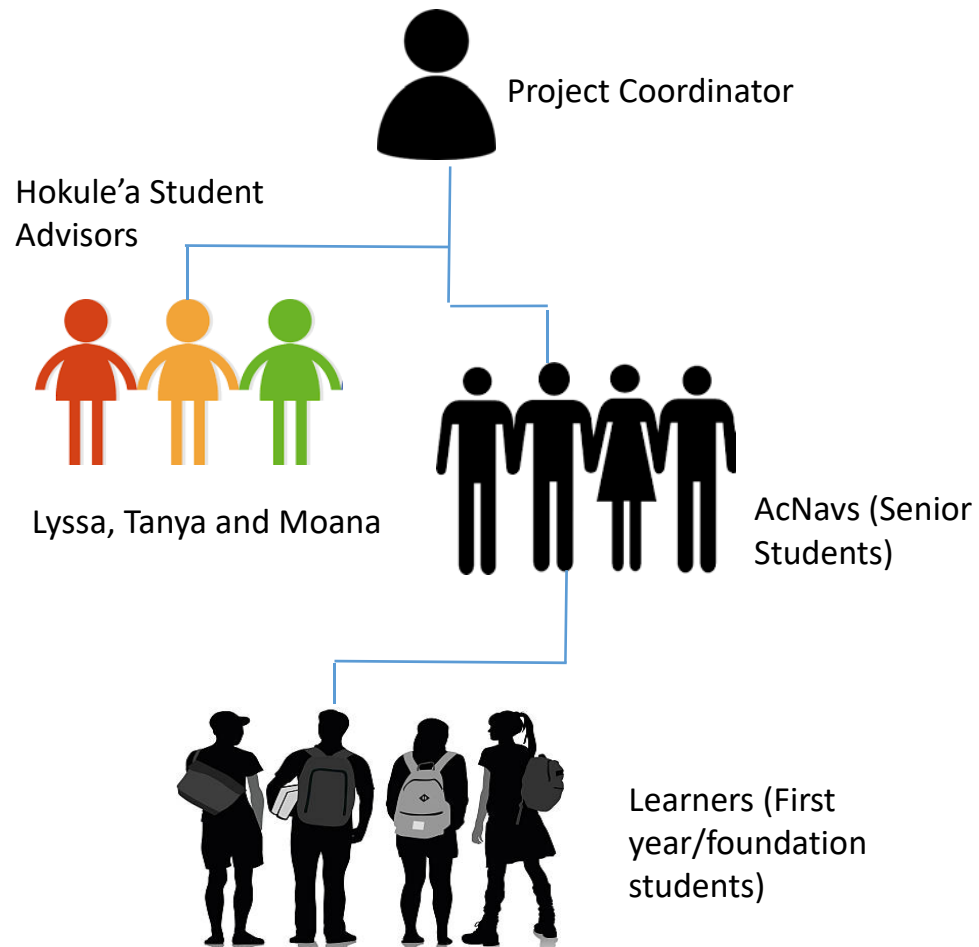 Project Coordinator
Hokule’a Student
Advisors
Lyssa, Tanya and Moana
AcNavs (Senior
Students)
Learners (First
year/foundation
students)